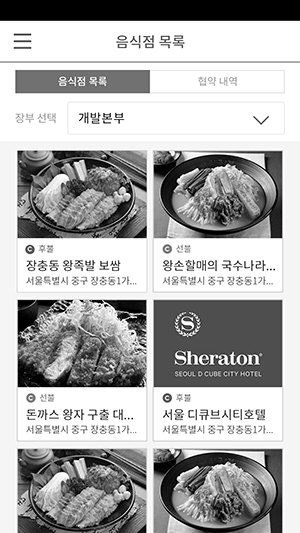 음식점 목록
음식점 목록
협약 내역
장부 선택
개발본부
C 후불
장충동 왕족발 보쌈
서울특별시 중구 장충동1가...
C 선불
왕손할매의 국수나라...
서울특별시 중구 장충동1가...
C 선불
돈까스 왕자 구출 대...
서울특별시 중구 장충동1가...
S
Sheraton®
SEOUL D CUBE CITY HOTEL
C 후불
서울 디큐브시티호텔
서울특별시 중구 장충동1가...